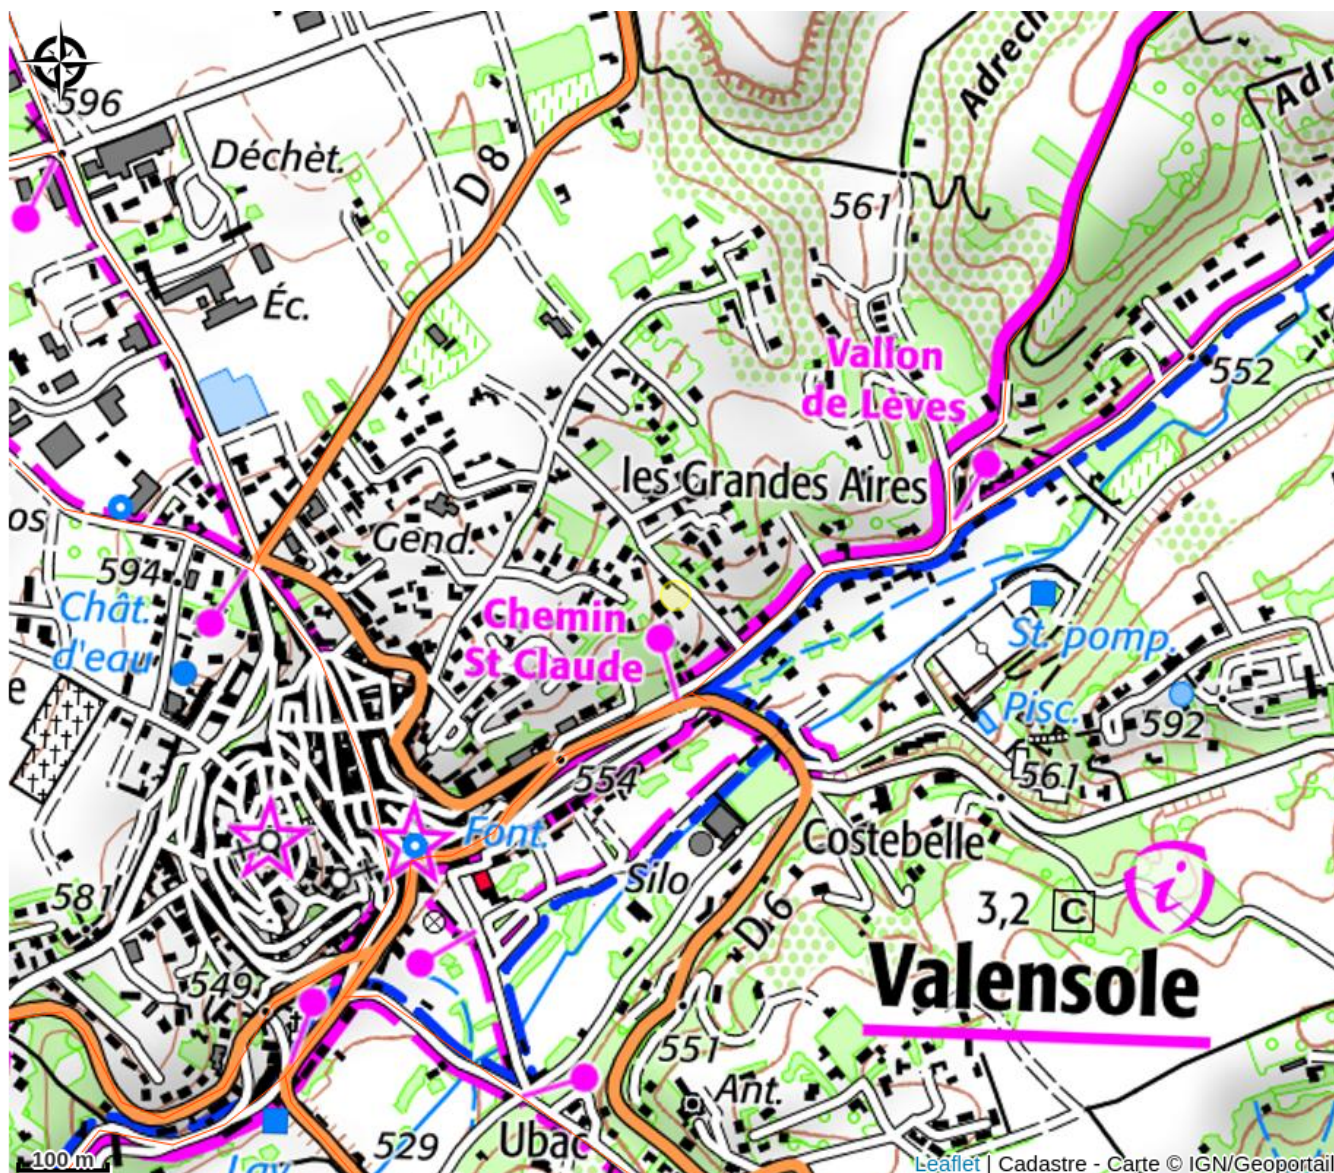 596
Adrech
Adr
Déchèt.
D 8
561
Éc.
Vallon
de Lèves
552
les Grandes Aires
os
Gend.
594
Chât.
d'eau
Chemin
St Claude
St. pomp.
e
Pisc.
592
554
561
Font.
Costebelle
Silo
581
3,2 C
D 6
i
Valensole
549
551
Ant.
529
Ubac
Lav.
100 m
Leaflet | Cadastre - Carte © IGN/Geoportail